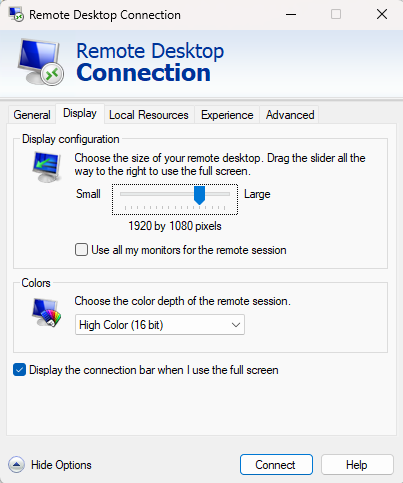 Remote Desktop Connection
Remote Desktop
Connection
General Display Local Resources Experience Advanced
Display configuration
Choose the size of your remote desktop. Drag the slider all the
way to the right to use the full screen.
Small Large
1920 by 1080 pixels
Use all my monitors for the remote session
Colors
Choose the color depth of the remote session.
High Color (16 bit)
Display the connection bar when I use the full screen
Hide Options Connect Help